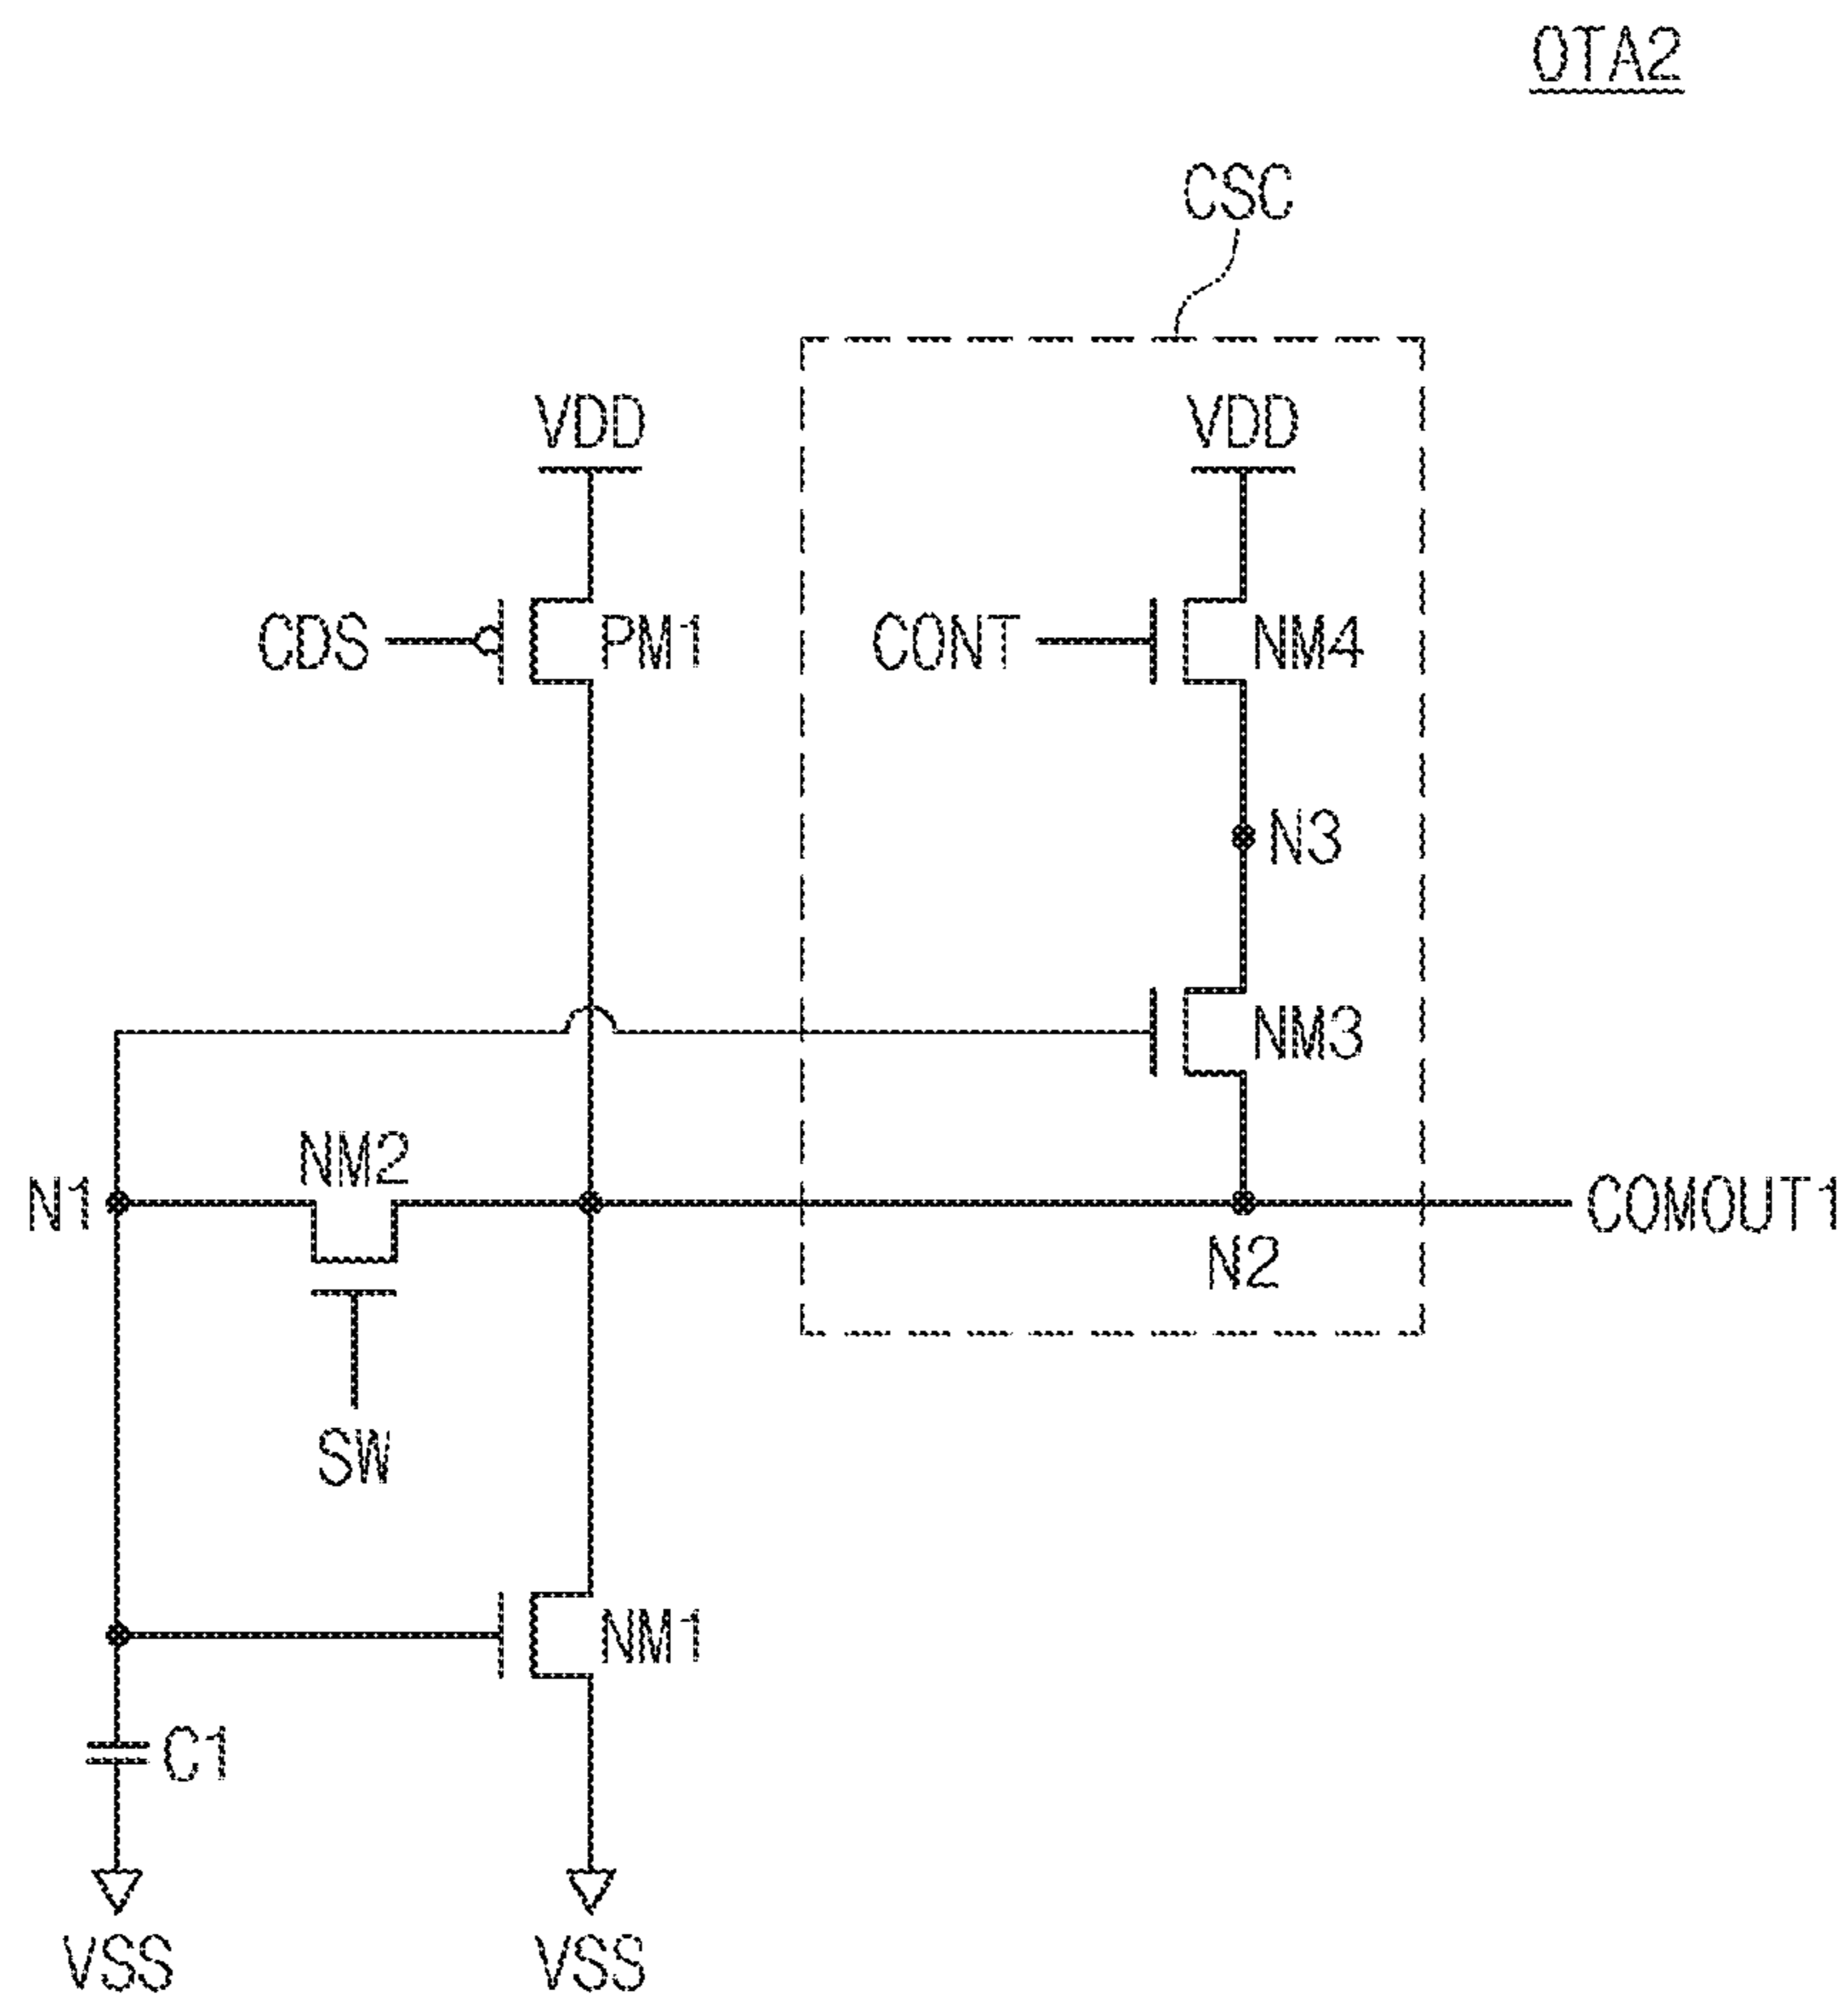 OTA2
CSC
VDD
VDD
CDS
PM1
CONT
NM4
N3
NM3
NM2
N1
COMOUT1
N2
SW
NM1
C1
VSS
VSS